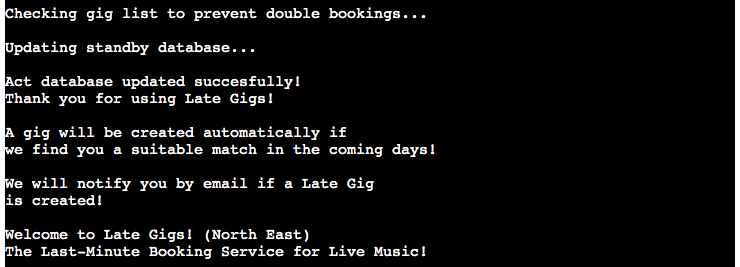 Checking gig list to prevent double bookings...
Updating standby database...
Act database updated succesfully!
Thank you for using Late Gigs!
A gig will be created automatically if
we find you a suitable match in the coming days!
We will notify you by email if a Late Gig
is created!
Welcome to Late Gigs! (North East)
The Last-Minute Booking Service for Live Music!